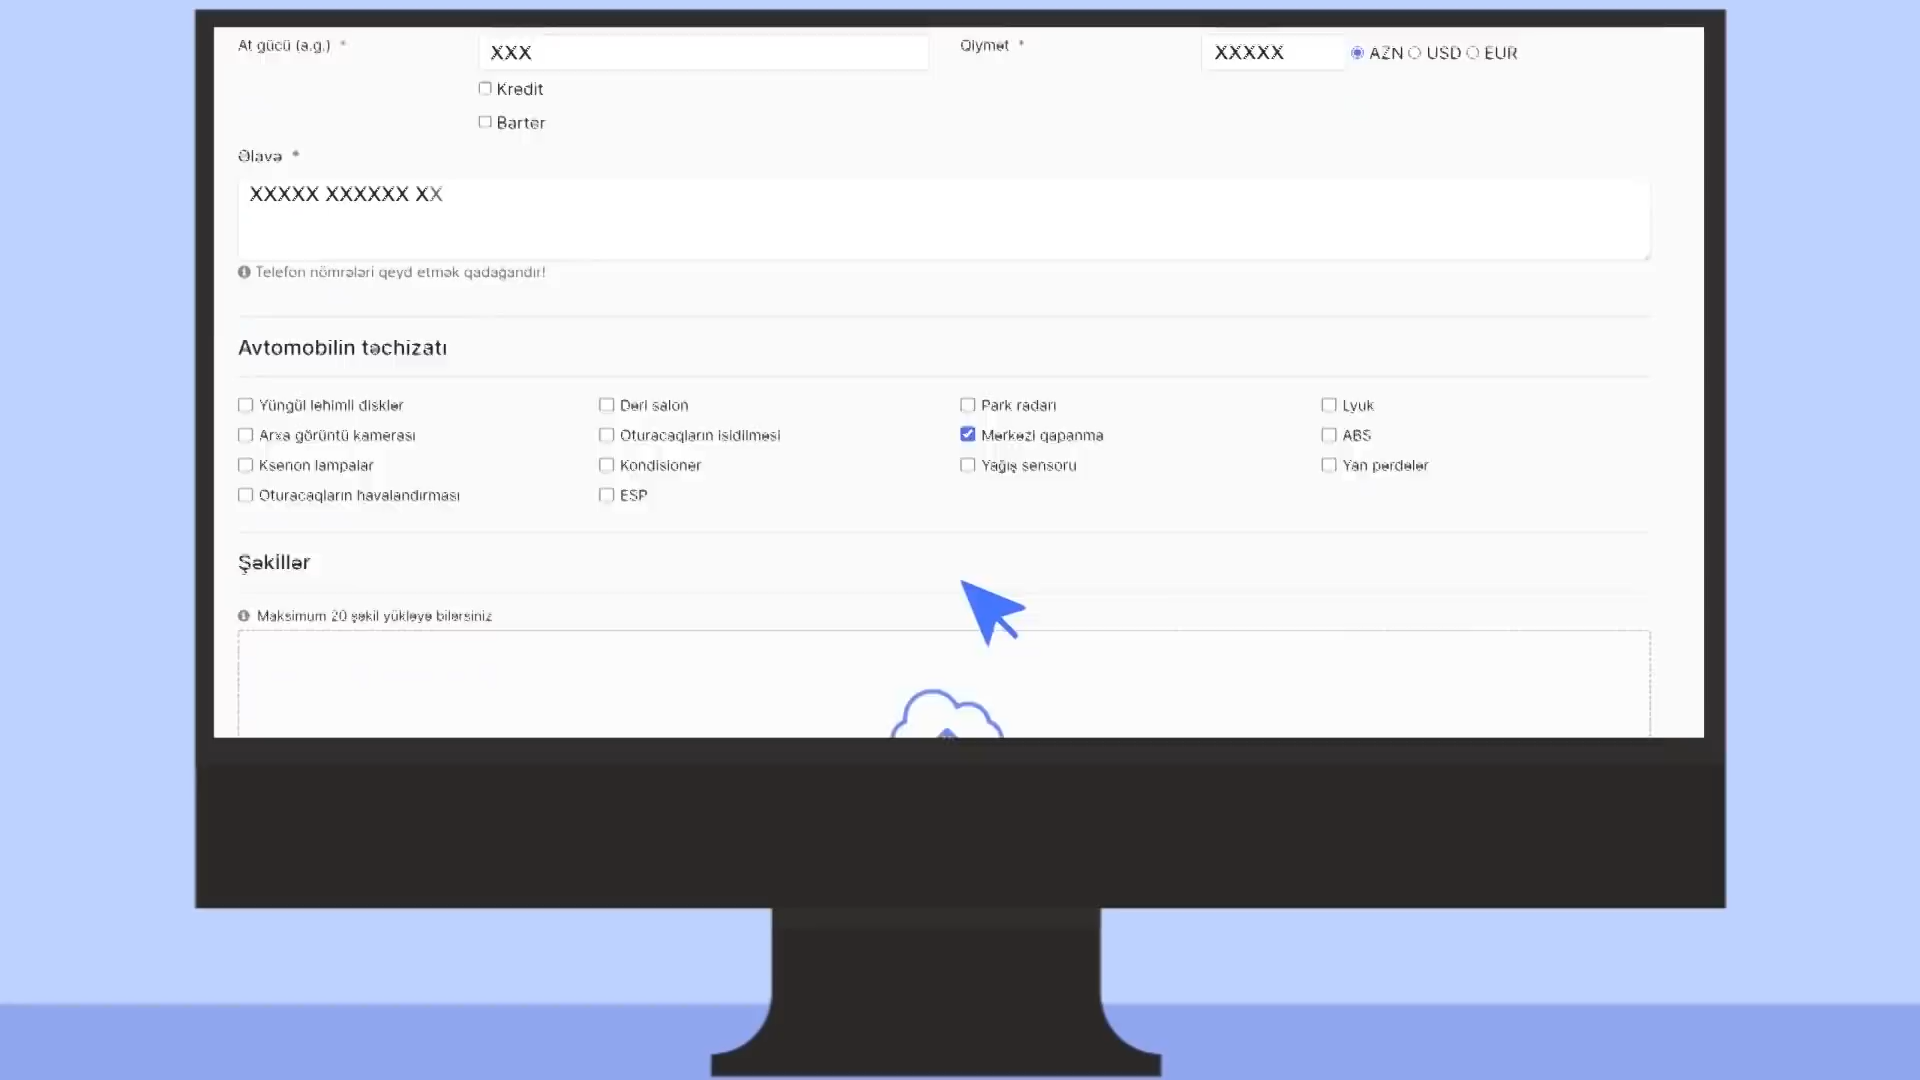 At gücü (a.g.) * XXX Qiymət * XXXXX AZN USD EUR
Kredit
Barter
Əlavə *
XXXXX XXXXXX XX
Telefon nömrələri qeyd etmək qadağandır!
Avtomobilin təchizatı
Yüngül lehimli disklər Dəri salon Park radarı Lyuk
Arxa görüntü kamerası Oturacaqların isidilməsi Mərkəzi qapanma ABS
Ksenon lampalar Kondisioner Yağış sensoru Yan pərdələr
Oturacaqların havalandırması ESP
Şəkillər
Maksimum 20 şəkil yükləyə bilərsiniz